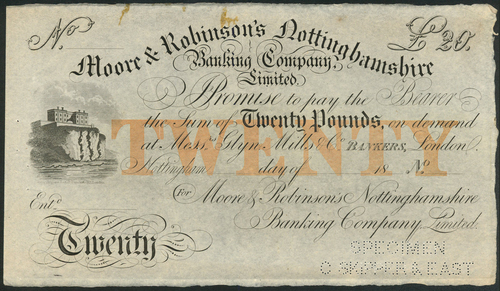 No. £20.
Moore & Robinson's Nottinghamshire
Banking Company,
Limited.
I Promise to pay the Bearer
the Sum of Twenty Pounds, on demand
at Messrs. Glyn, Mills & Co. BANKERS, London.
TWENTY
Nottingham day of 18 No.
For Moore & Robinson's Nottinghamshire
Entd.
Banking Company, Limited.
Twenty
SPECIMEN
O SKIPPER & EAST